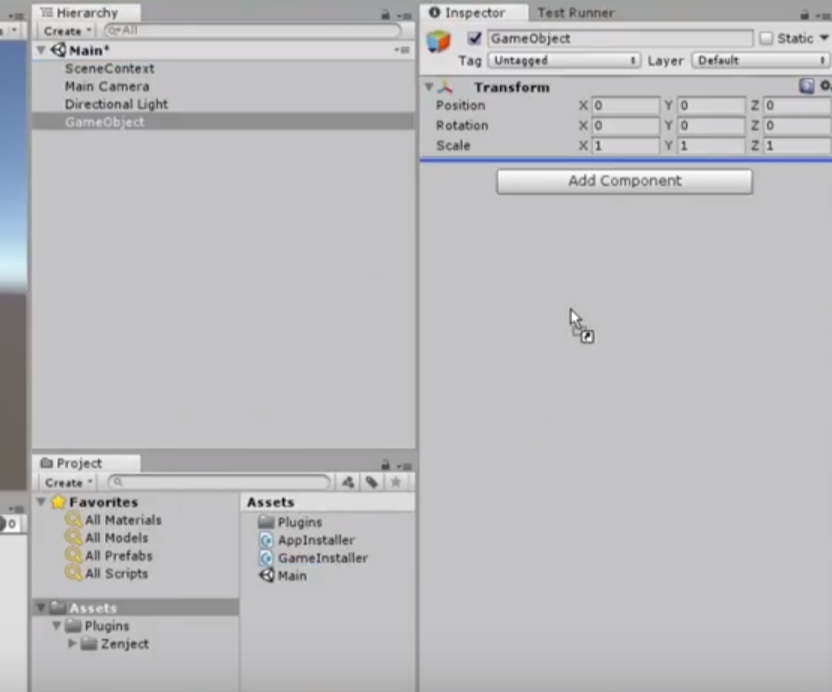 Hierarchy
Create All
Main*
SceneContext
Main Camera
Directional Light
GameObject
Project
Create
Favorites
All Materials
All Models
All Prefabs
All Scripts
Assets
Plugins
Zenject
Assets
Plugins
AppInstaller
GameInstaller
Main
Inspector Test Runner
GameObject Static
Tag Untagged Layer Default
Transform
Position X 0 Y 0 Z 0
Rotation X 0 Y 0 Z 0
Scale X 1 Y 1 Z 1
Add Component
0